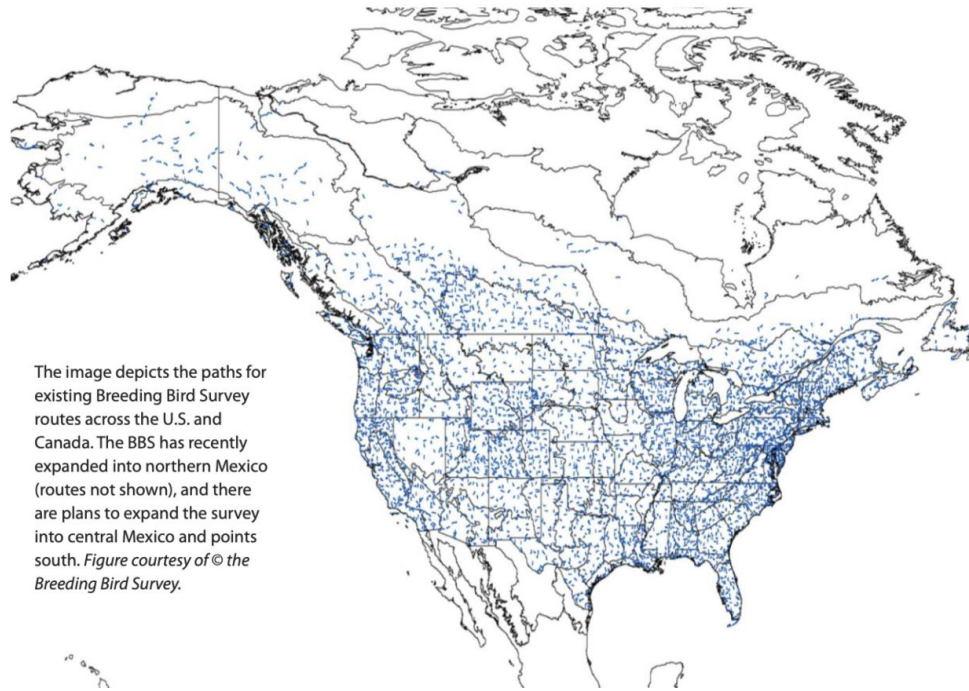 The image depicts the paths for
existing Breeding Bird Survey
routes across the U.S. and
Canada. The BBS has recently
expanded into northern Mexico
(routes not shown), and there
are plans to expand the survey
into central Mexico and points
south. Figure courtesy of © the
Breeding Bird Survey.